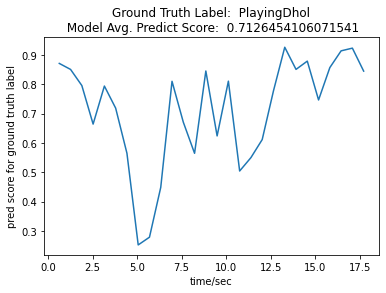 Ground Truth Label:  PlayingDhol
Model Avg. Predict Score:  0.7126454106071541
pred score for ground truth label
0.9
0.8
0.7
0.6
0.5
0.4
0.3
0.0 2.5 5.0 7.5 10.0 12.5 15.0 17.5
time/sec